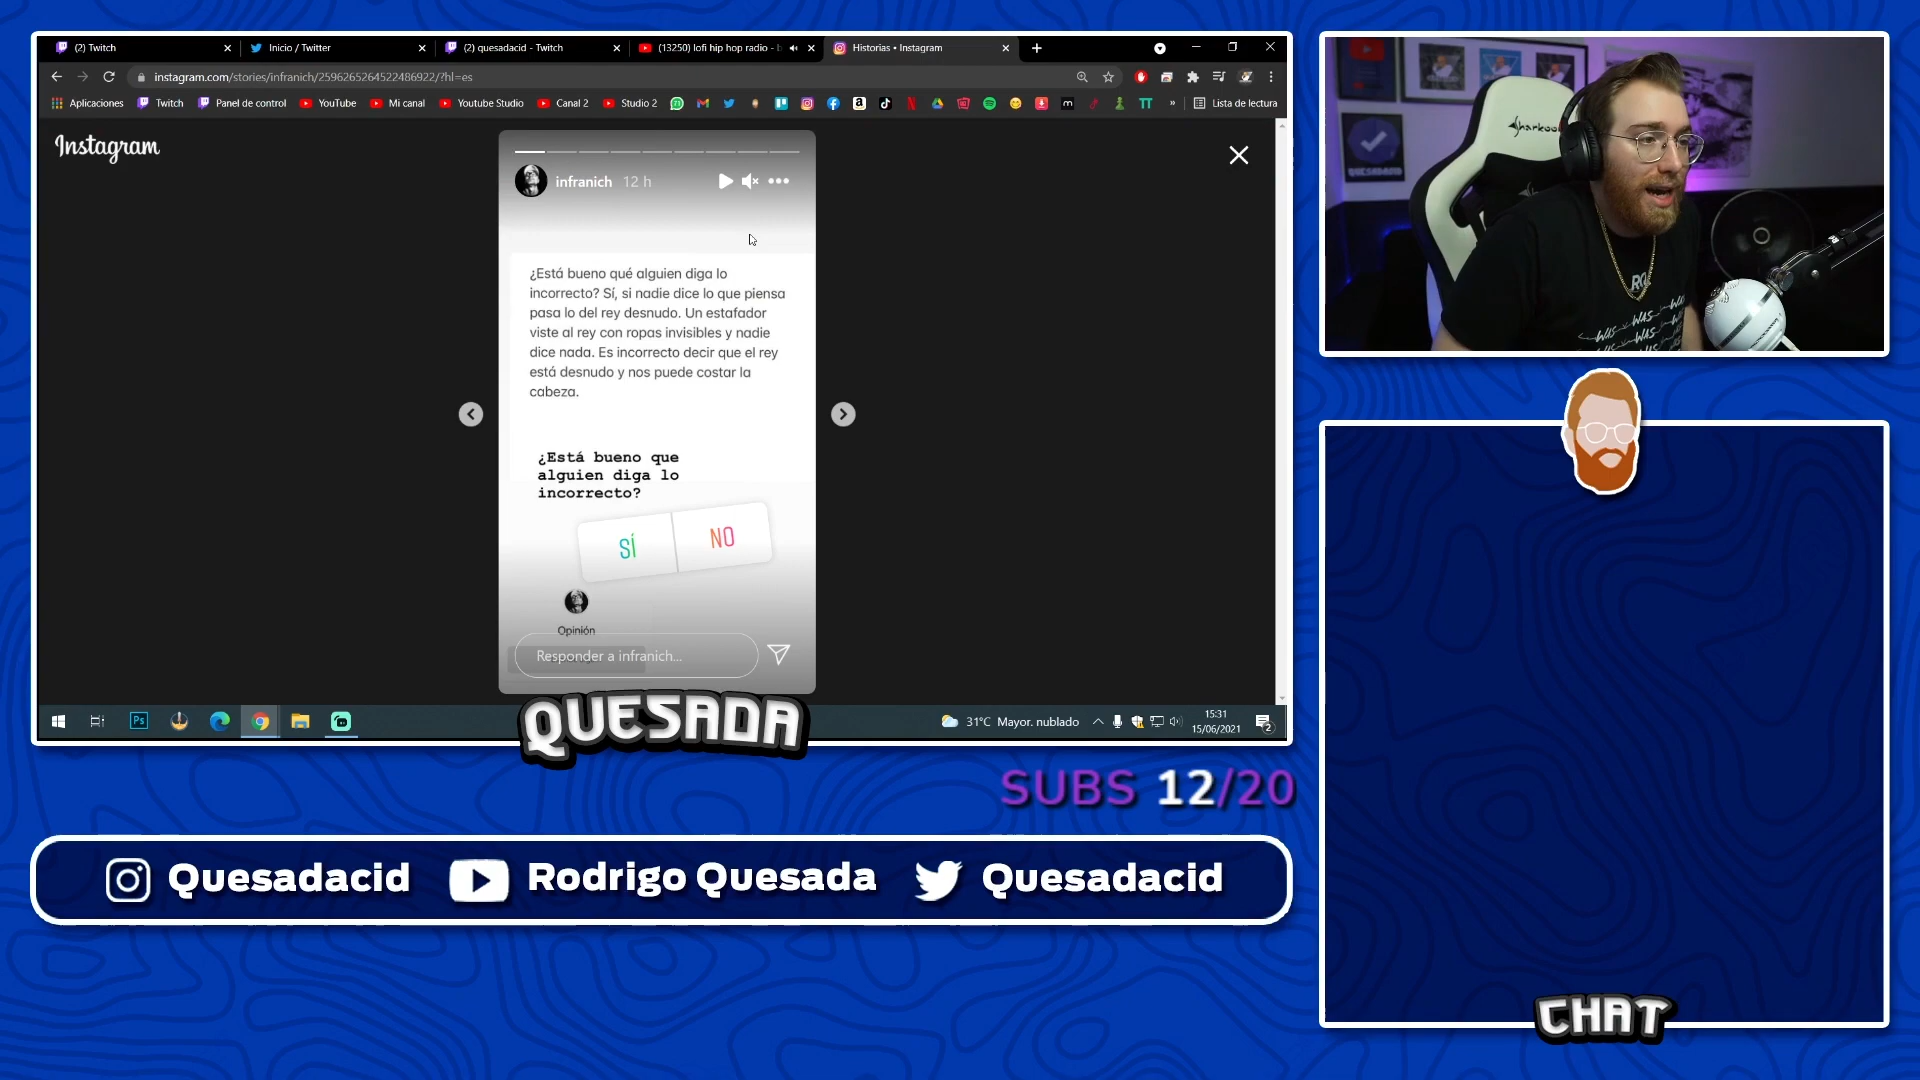 (2) Twitch
Inicio / Twitter
(2) quesadacid - Twitch
(13250) lofi hip hop radio - b
Historias • Instagram
instagram.com/stories/infranich/2596265264522486922/?hl=es
Aplicaciones
Twitch
Panel de control
YouTube
Mi canal
Youtube Studio
Canal 2
Studio 2
Lista de lectura
Instagram
infranich 12 h
¿Está bueno qué alguien diga lo
incorrecto? Sí, si nadie dice lo que piensa
pasa lo del rey desnudo. Un estafador
viste al rey con ropas invisibles y nadie
dice nada. Es incorrecto decir que el rey
está desnudo y nos puede costar la
cabeza.
¿Está bueno que
alguien diga lo
incorrecto?
SÍ
NO
Opinión
Responder a infranich...
Ps
31°C Mayor. nublado
15:31
15/06/2021
2
QUESADA
SUBS 12/20
Quesadacid
Rodrigo Quesada
Quesadacid
CHAT